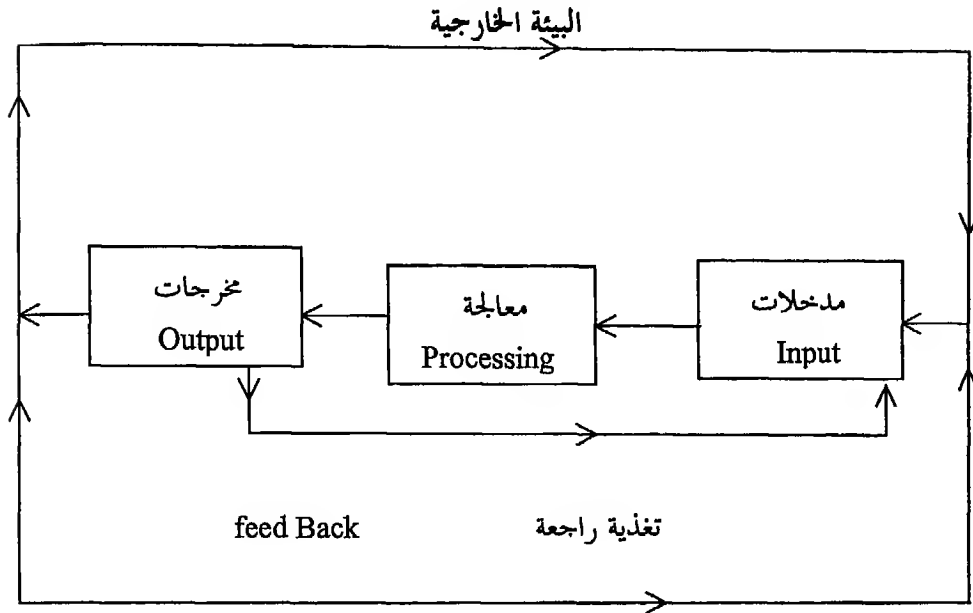 البيئة الخارجية
مدخلات
Input
معالجة
Processing
مخرجات
Output
تغذية راجعة
feed Back